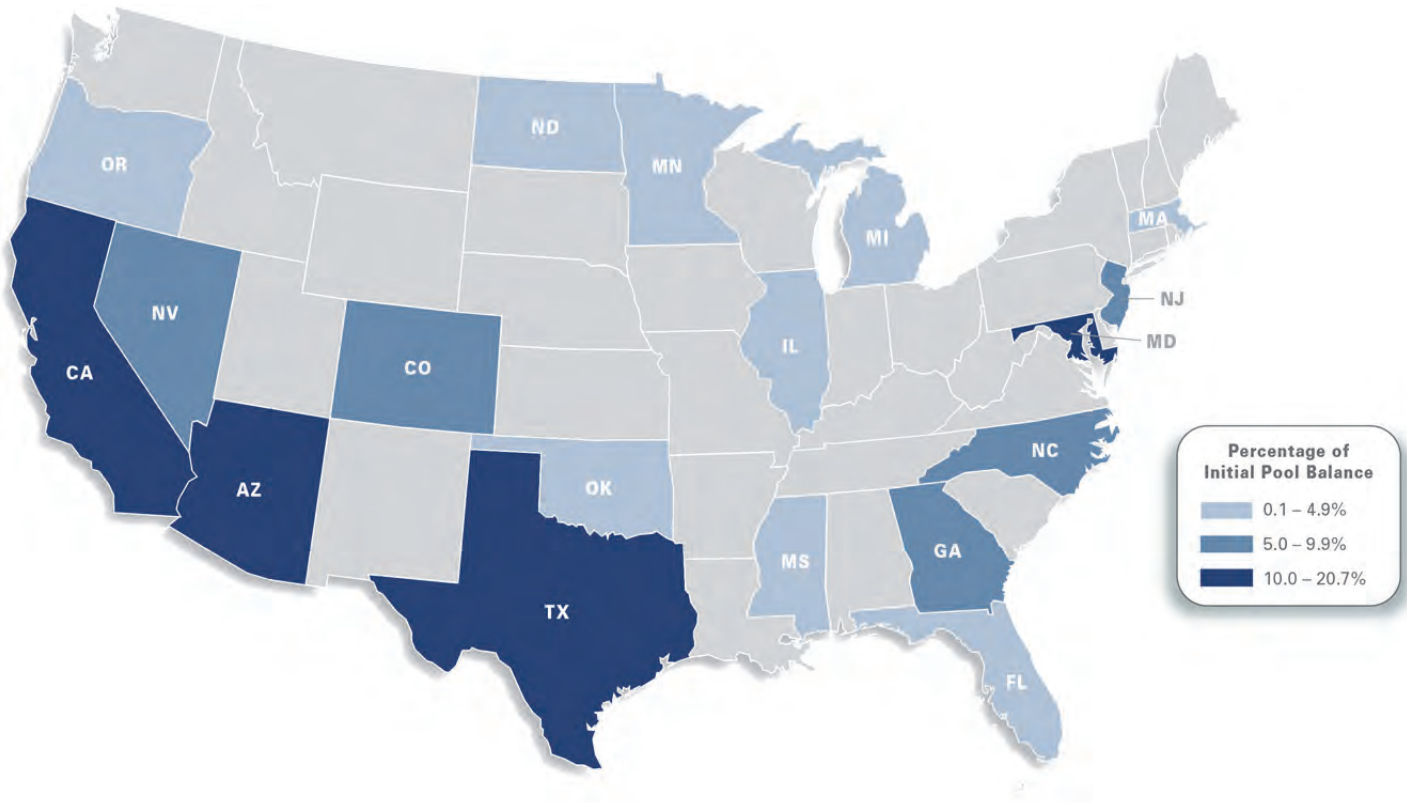 ND
OR
MN
MA
MI
NJ
NV
MD
IL
CO
CA
NC
AZ
OK
GA
MS
TX
FL
Percentage of
Initial Pool Balance
0.1 – 4.9%
5.0 – 9.9%
10.0 – 20.7%